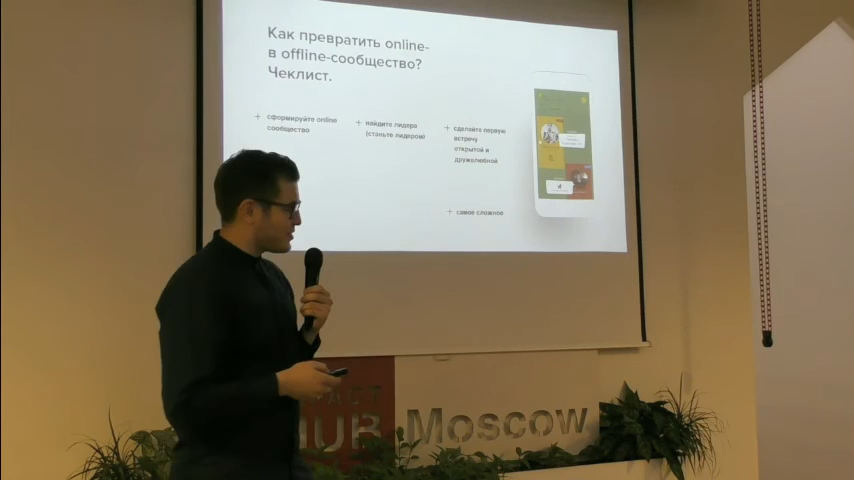 Как превратить online-
в offline-сообщество?
Чеклист.
+ сформируйте online
сообщество
+ найдите лидера
(станьте лидером)
+ сделайте первую
встречу
открытой и
дружелюбной
+ самое сложное
PACT
HUB Moscow